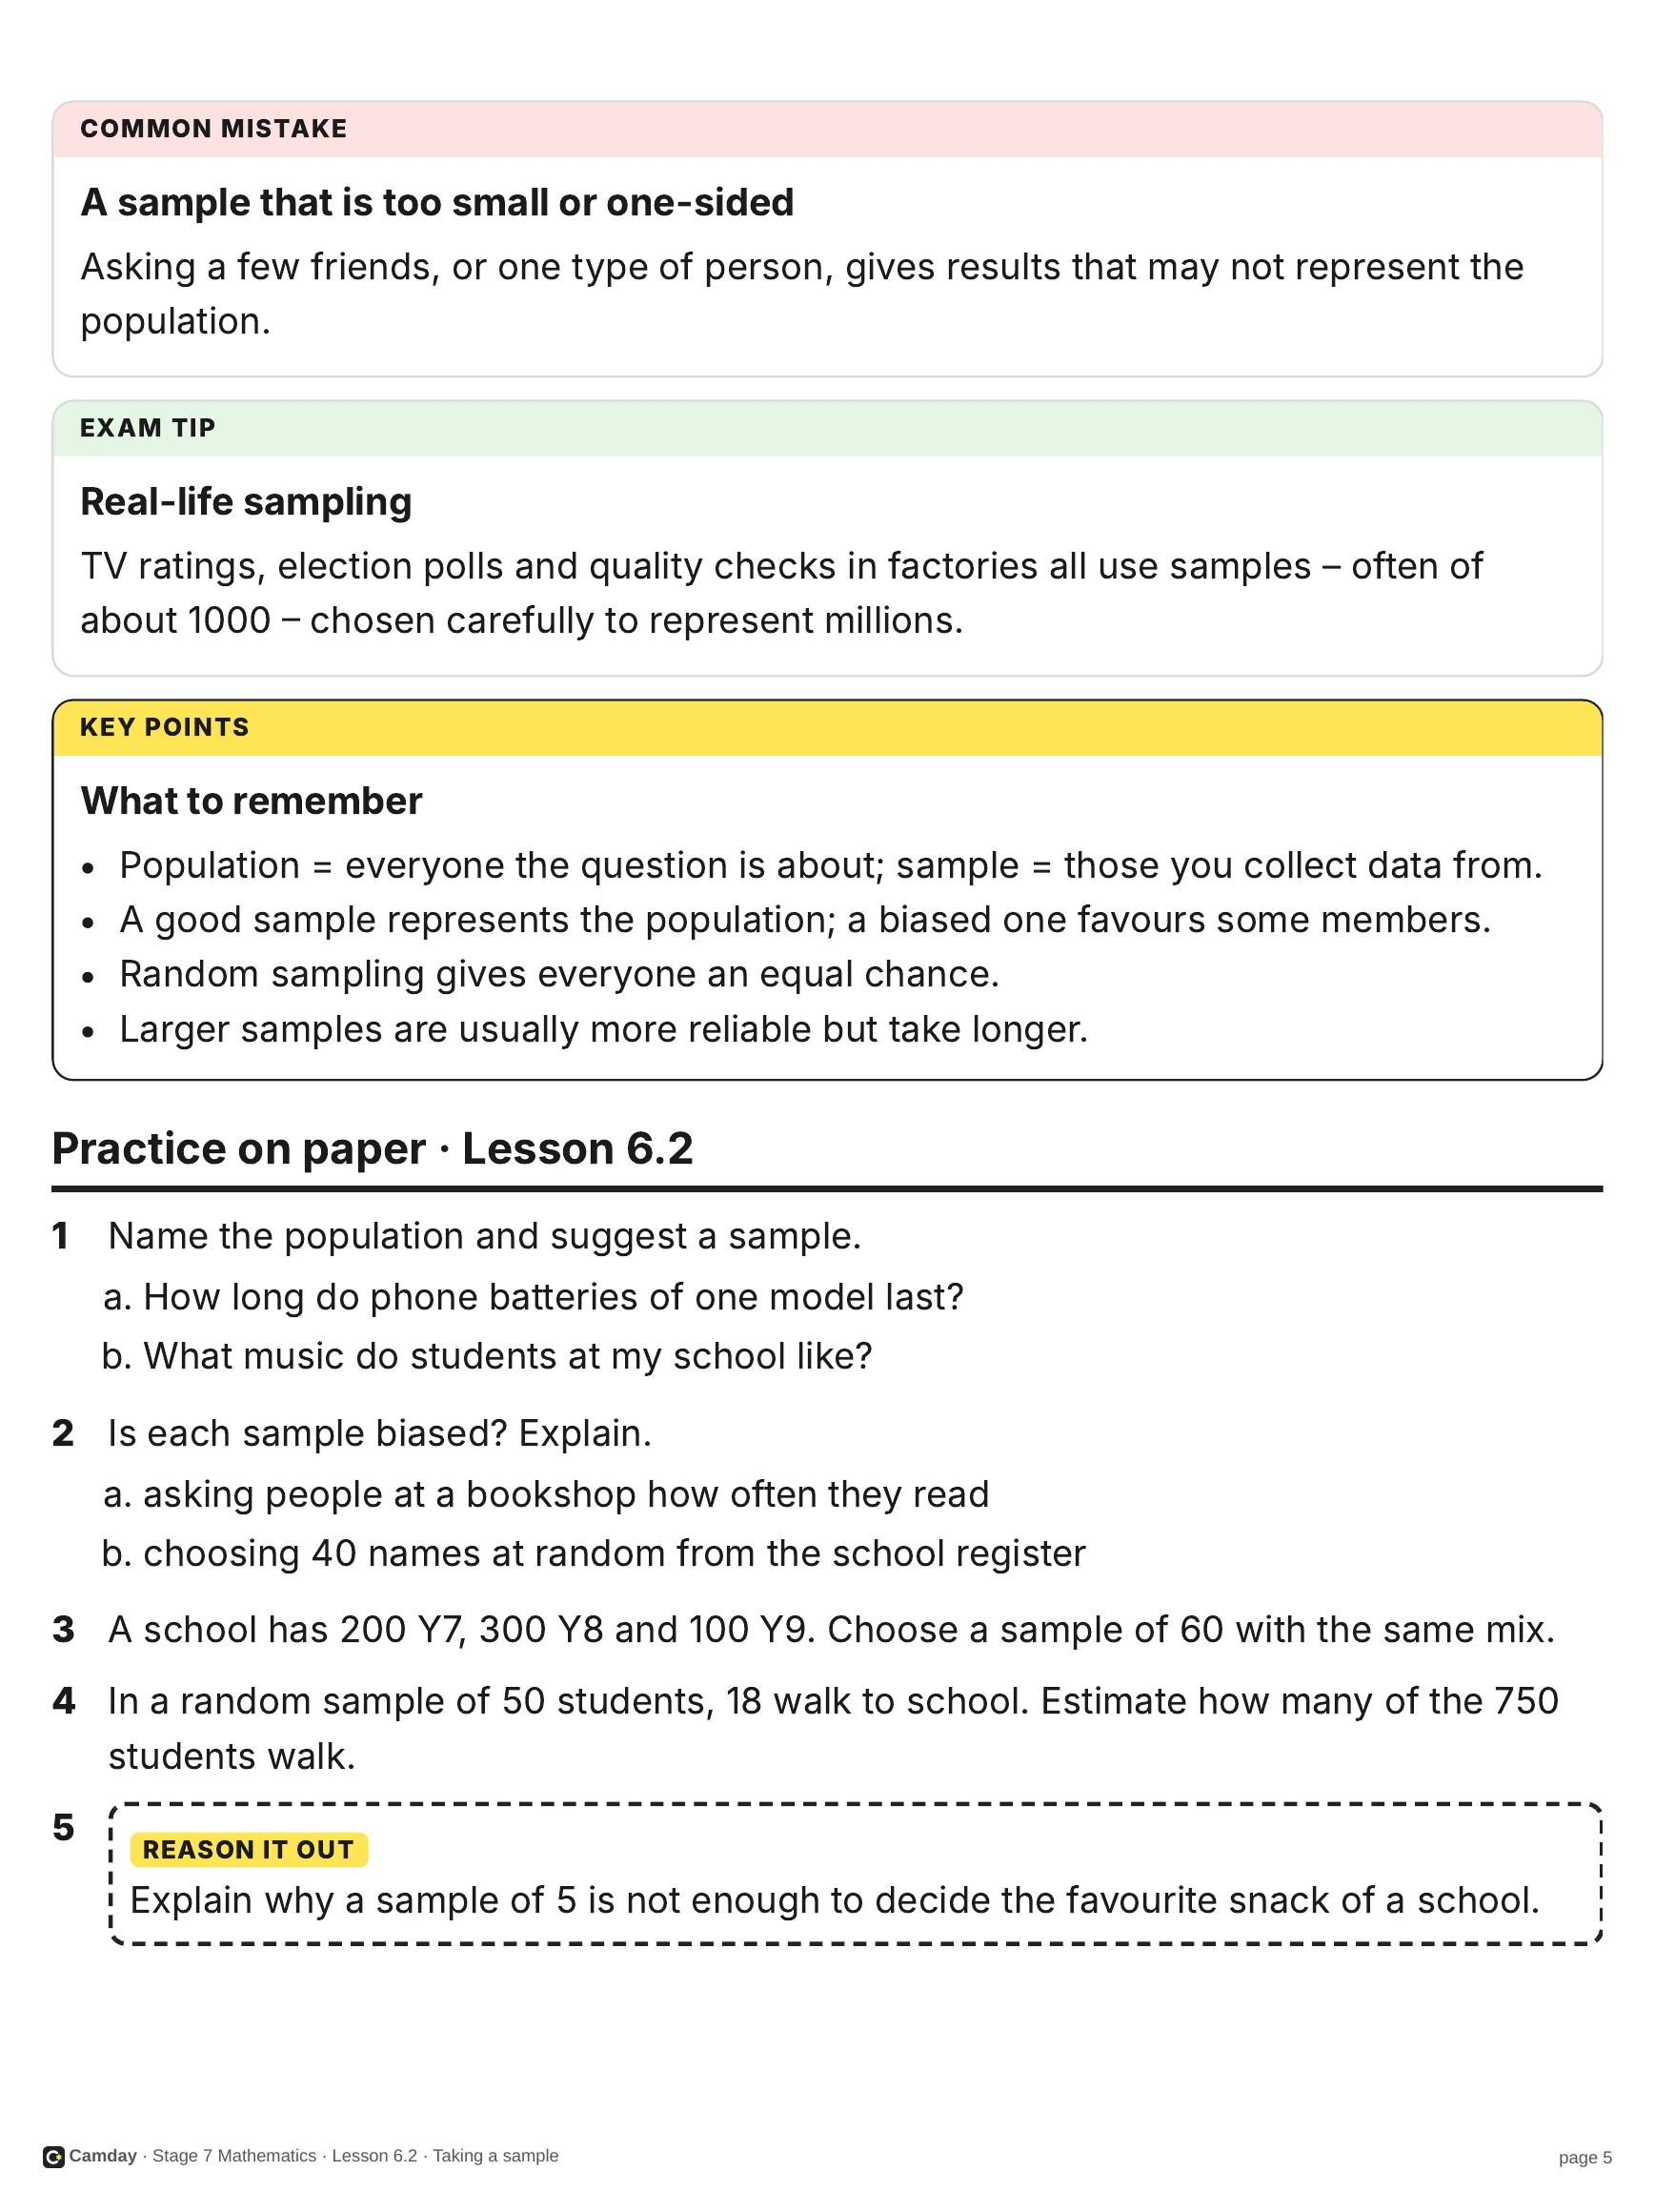 COMMON MISTAKE
A sample that is too small or one-sided
Asking a few friends, or one type of person, gives results that may not represent the
population.
EXAM TIP
Real-life sampling
TV ratings, election polls and quality checks in factories all use samples – often of
about 1000 – chosen carefully to represent millions.
KEY POINTS
What to remember
• Population = everyone the question is about; sample = those you collect data from.
• A good sample represents the population; a biased one favours some members.
• Random sampling gives everyone an equal chance.
• Larger samples are usually more reliable but take longer.
Practice on paper · Lesson 6.2
1 Name the population and suggest a sample.
a. How long do phone batteries of one model last?
b. What music do students at my school like?
2 Is each sample biased? Explain.
a. asking people at a bookshop how often they read
b. choosing 40 names at random from the school register
3 A school has 200 Y7, 300 Y8 and 100 Y9. Choose a sample of 60 with the same mix.
4 In a random sample of 50 students, 18 walk to school. Estimate how many of the 750
students walk.
5 REASON IT OUT
Explain why a sample of 5 is not enough to decide the favourite snack of a school.
Camday · Stage 7 Mathematics · Lesson 6.2 · Taking a sample
page 5